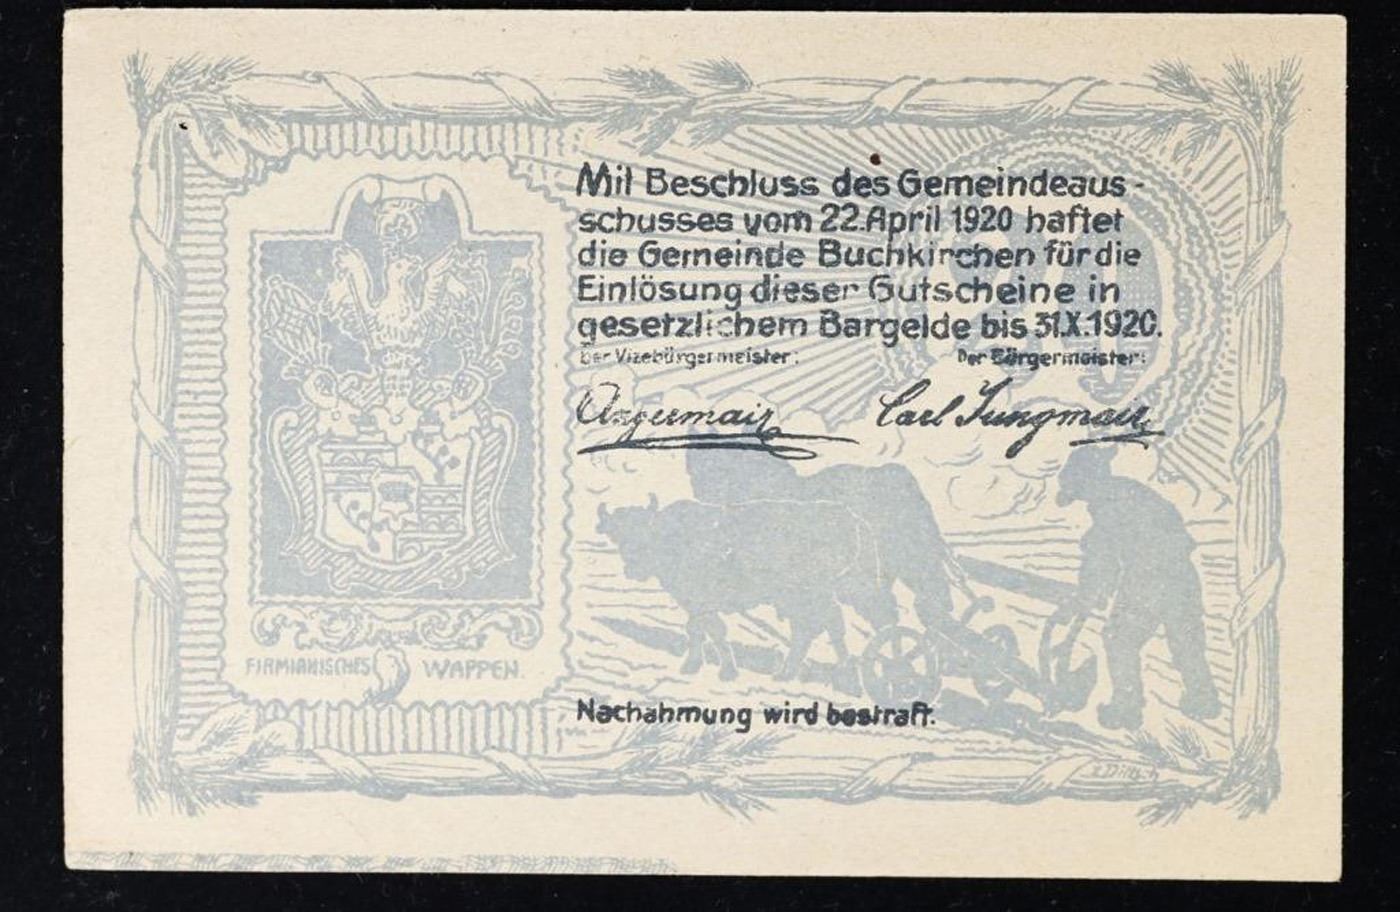 Mit Beschluss des Gemeindeaus-
schusses vom 22. April 1920 haftet
die Gemeinde Buchkirchen für die
Einlösung dieser Gutscheine in
gesetzlichem Bargelde bis 31.X.1920.
Der Vizebürgermeister: Der Bürgermeister:
Angermair Carl Jungmair
FIRMIANISCHES WAPPEN.
Nachahmung wird bestraft.